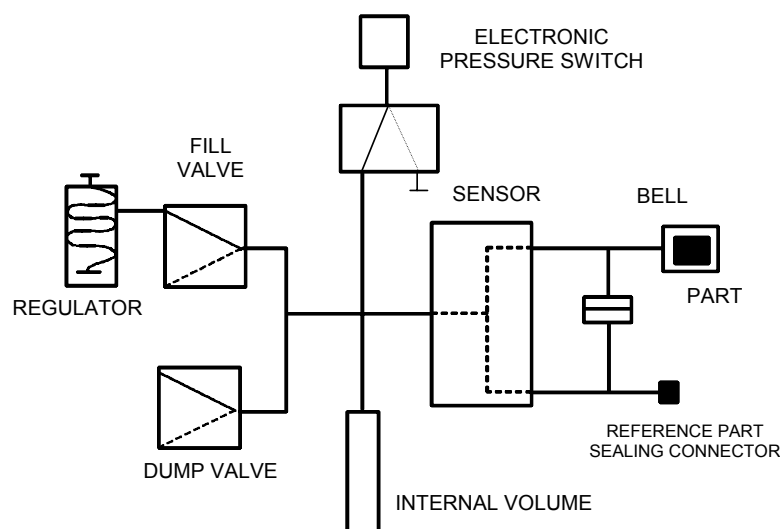 ELECTRONIC
PRESSURE SWITCH
FILL
VALVE
SENSOR
BELL
PART
REGULATOR
DUMP VALVE
REFERENCE PART
SEALING CONNECTOR
INTERNAL VOLUME